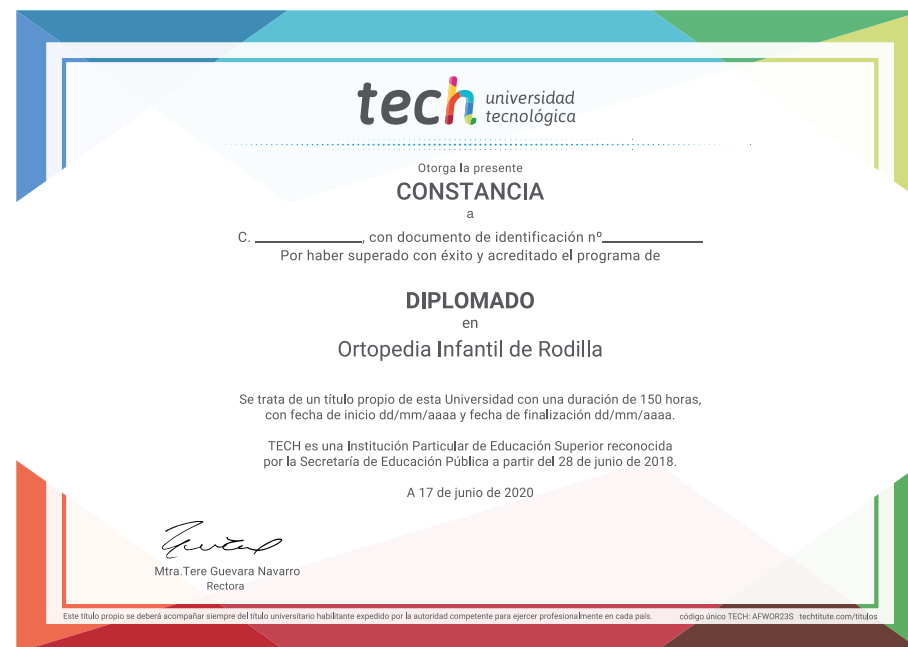 tech universidad
tecnológica
Otorga la presente
CONSTANCIA
a
C. ____________, con documento de identificación nº____________
Por haber superado con éxito y acreditado el programa de
DIPLOMADO
en
Ortopedia Infantil de Rodilla
Se trata de un título propio de esta Universidad con una duración de 150 horas,
con fecha de inicio dd/mm/aaaa y fecha de finalización dd/mm/aaaa.
TECH es una Institución Particular de Educación Superior reconocida
por la Secretaría de Educación Pública a partir del 28 de junio de 2018.
A 17 de junio de 2020
Mtra.Tere Guevara Navarro
Rectora
Este título propio se deberá acompañar siempre del título universitario habilitante expedido por la autoridad competente para ejercer profesionalmente en cada país. código único TECH: AFWOR23S techtitute.com/titulos